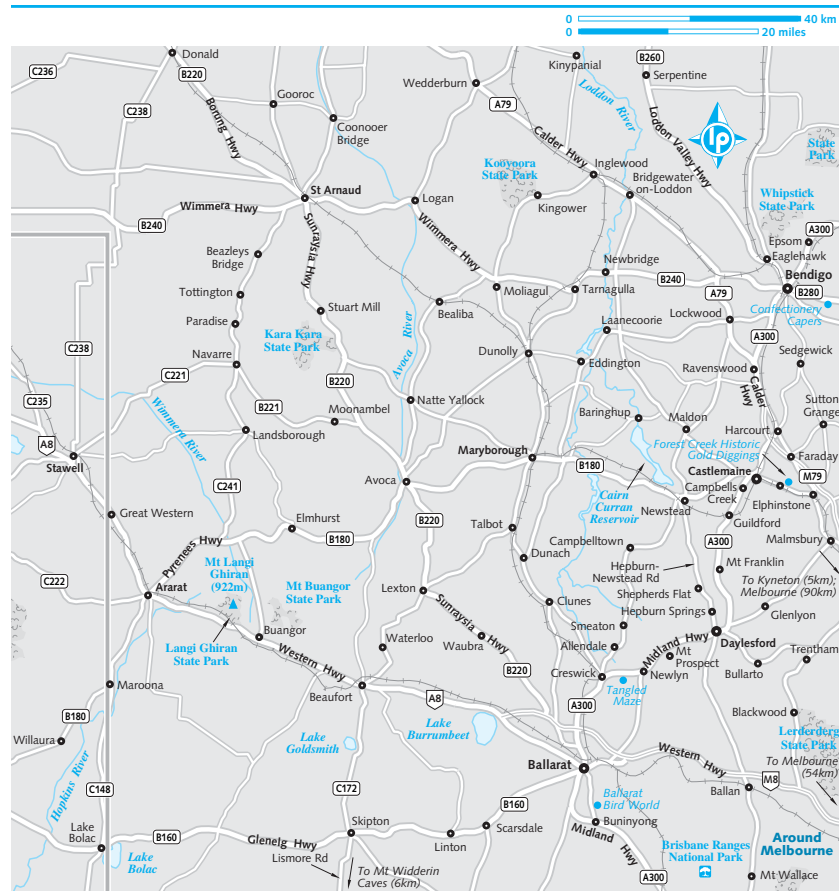 0 40 km
0 20 miles
Donald
Kinypanial
B260
C236
B220
Wedderburn
Serpentine
Gooroc
C238
Borung Hwy
A79
Loddon River
Coonooer
Bridge
Calder Hwy
Loddon Valley Hwy
lp
State
Park
Kooyoora
State Park
Inglewood
Bridgewater
on-Loddon
St Arnaud
Logan
Kingower
Whipstick
State Park
Wimmera Hwy
B240
Sunraysia Hwy
Wimmera Hwy
A300
Epsom
Eaglehawk
Beazleys
Bridge
Newbridge
Bendigo
B240
A79
B280
Tottington
Moliagul
Tarnagulla
Stuart Mill
Bealiba
Confectionery
Capers
Paradise
Avoca River
Laanecoorie
Lockwood
Kara Kara
State Park
A300
C238
Navarre
Dunolly
Eddington
Sedgewick
C221
Ravenswood
B220
Calder Hwy
C235
B221
Moonambel
Natte Yallock
Baringhup
Maldon
Sutton
Grange
Wimmera River
Landsborough
Harcourt
A8
Stawell
Forest Creek Historic
Gold Diggings
Faraday
Maryborough
B180
M79
C241
Avoca
Castlemaine
Campbells
Creek
Cairn
Curran
Reservoir
Elphinstone
Great Western
Newstead
Elmhurst
B220
Guildford
Pyrenees Hwy
B180
Talbot
Malmsbury
Campbelltown
A300
Mt Langi
Ghiran
(922m)
Dunach
Hepburn-
Newstead Rd
Mt Franklin
C222
Mt Buangor
State Park
To Kyneton (5km);
Melbourne (90km)
Ararat
Lexton
Shepherds Flat
Clunes
Hepburn Springs
Glenlyon
Sunraysia Hwy
Smeaton
Buangor
Langi Ghiran
State Park
Waterloo
Waubra
Allendale
Midland Hwy
Daylesford
Mt
Prospect
Trentham
Western Hwy
B220
Creswick
Newlyn
Bullarto
Maroona
Beaufort
Tangled
Maze
A8
A300
B180
Blackwood
Willaura
Lake
Goldsmith
Lake
Burrumbeet
Lerderderg
State Park
Western Hwy
To Melbourne
(54km)
Hopkins River
Ballarat
M8
C148
C172
Ballan
Ballarat
Bird World
B160
Lake
Bolac
B160
Glenelg Hwy
Skipton
Scarsdale
Buninyong
Linton
Midland Hwy
Around
Melbourne
Lake
Bolac
Lismore Rd
Brisbane Ranges
National Park
To Mt Widderin
Caves (6km)
A300
Mt Wallace